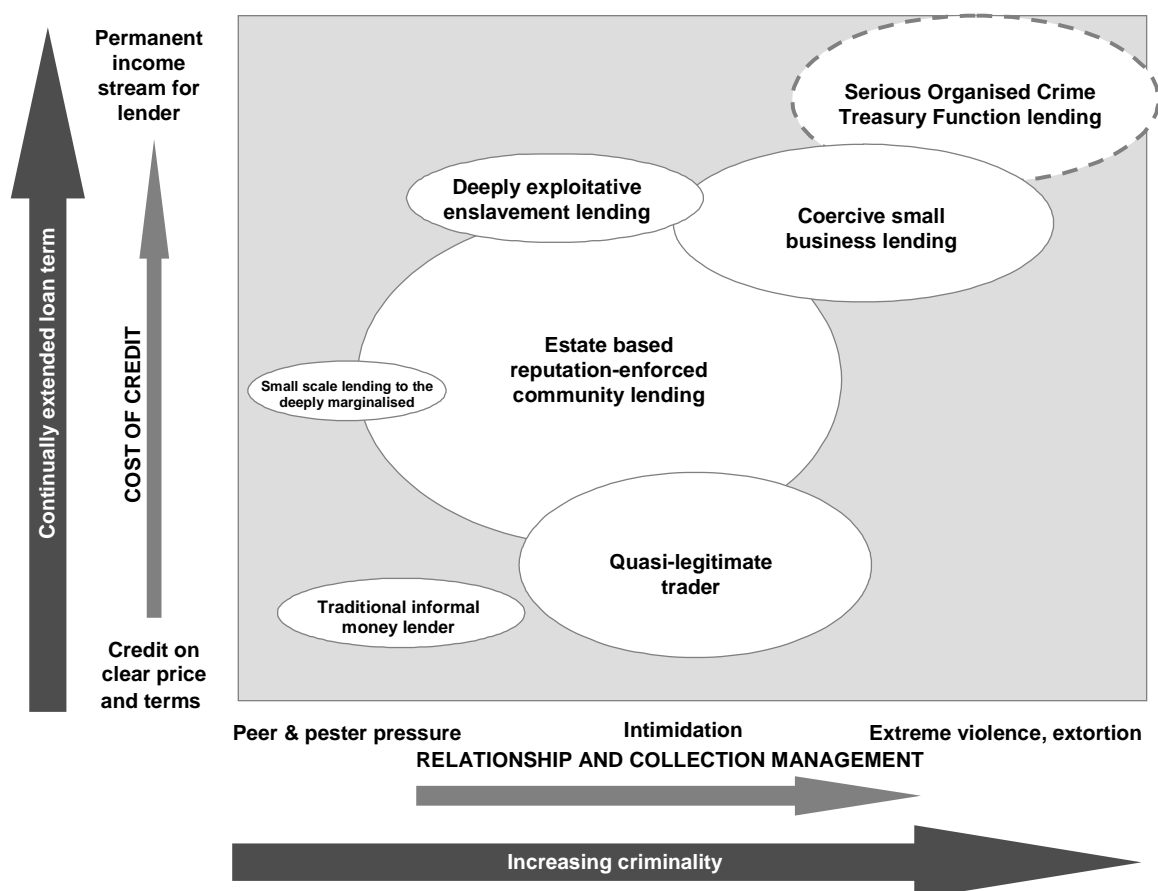 Permanent
income
stream for
lender
Continually extended loan term
COST OF CREDIT
Credit on
clear price
and terms
Serious Organised Crime
Treasury Function lending
Deeply exploitative
enslavement lending
Coercive small
business lending
Estate based
reputation-enforced
community lending
Small scale lending to the
deeply marginalised
Quasi-legitimate
trader
Traditional informal
money lender
Peer & pester pressure
Intimidation
Extreme violence, extortion
RELATIONSHIP AND COLLECTION MANAGEMENT
Increasing criminality